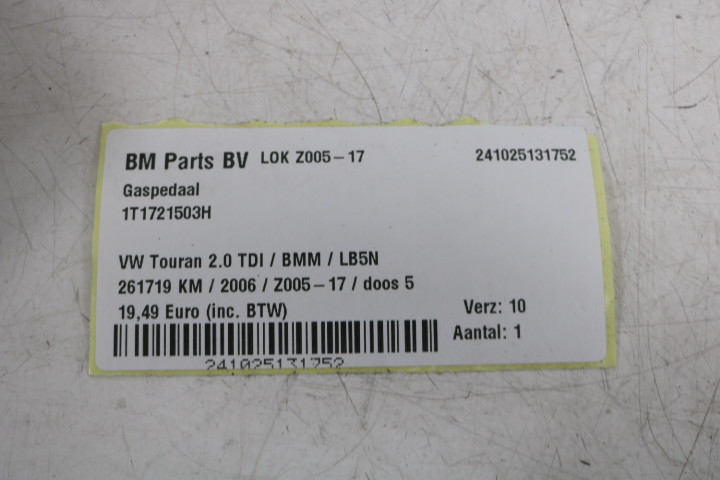 BM Parts BV LOK Z005-17 241025131752
Gaspedaal
1T1721503H
VW Touran 2.0 TDI / BMM / LB5N
261719 KM / 2006 / Z005-17 / doos 5
19,49 Euro (inc. BTW) Verz: 10
Aantal: 1
241025131752